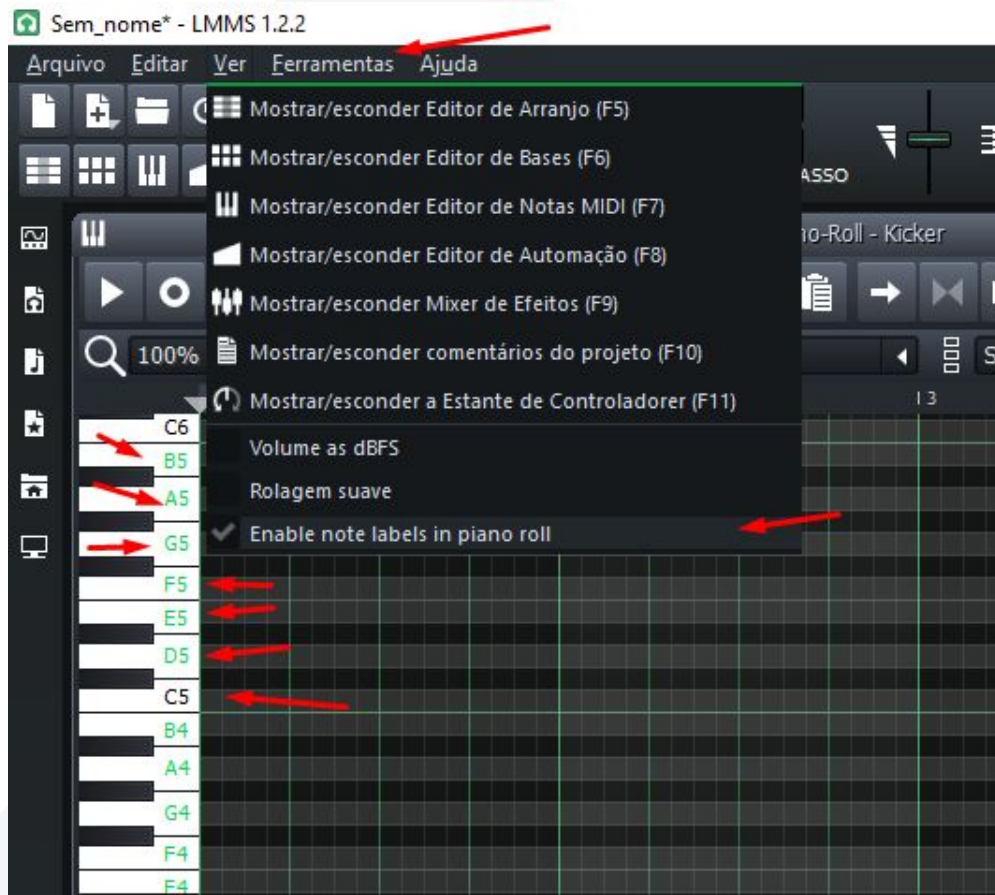 Sem_nome* - LMMS 1.2.2
Arquivo Editar Ver Ferramentas Ajuda
Mostrar/esconder Editor de Arranjo (F5)
Mostrar/esconder Editor de Bases (F6)
Mostrar/esconder Editor de Notas MIDI (F7)
Mostrar/esconder Editor de Automação (F8)
Mostrar/esconder Mixer de Efeitos (F9)
Mostrar/esconder comentários do projeto (F10)
Mostrar/esconder a Estante de Controladorer (F11)
Volume as dBFS
Rolagem suave
Enable note labels in piano roll
ASSO
no-Roll - Kicker
100%
S
3
C6
B5
A5
G5
F5
E5
D5
C5
B4
A4
G4
F4
E4